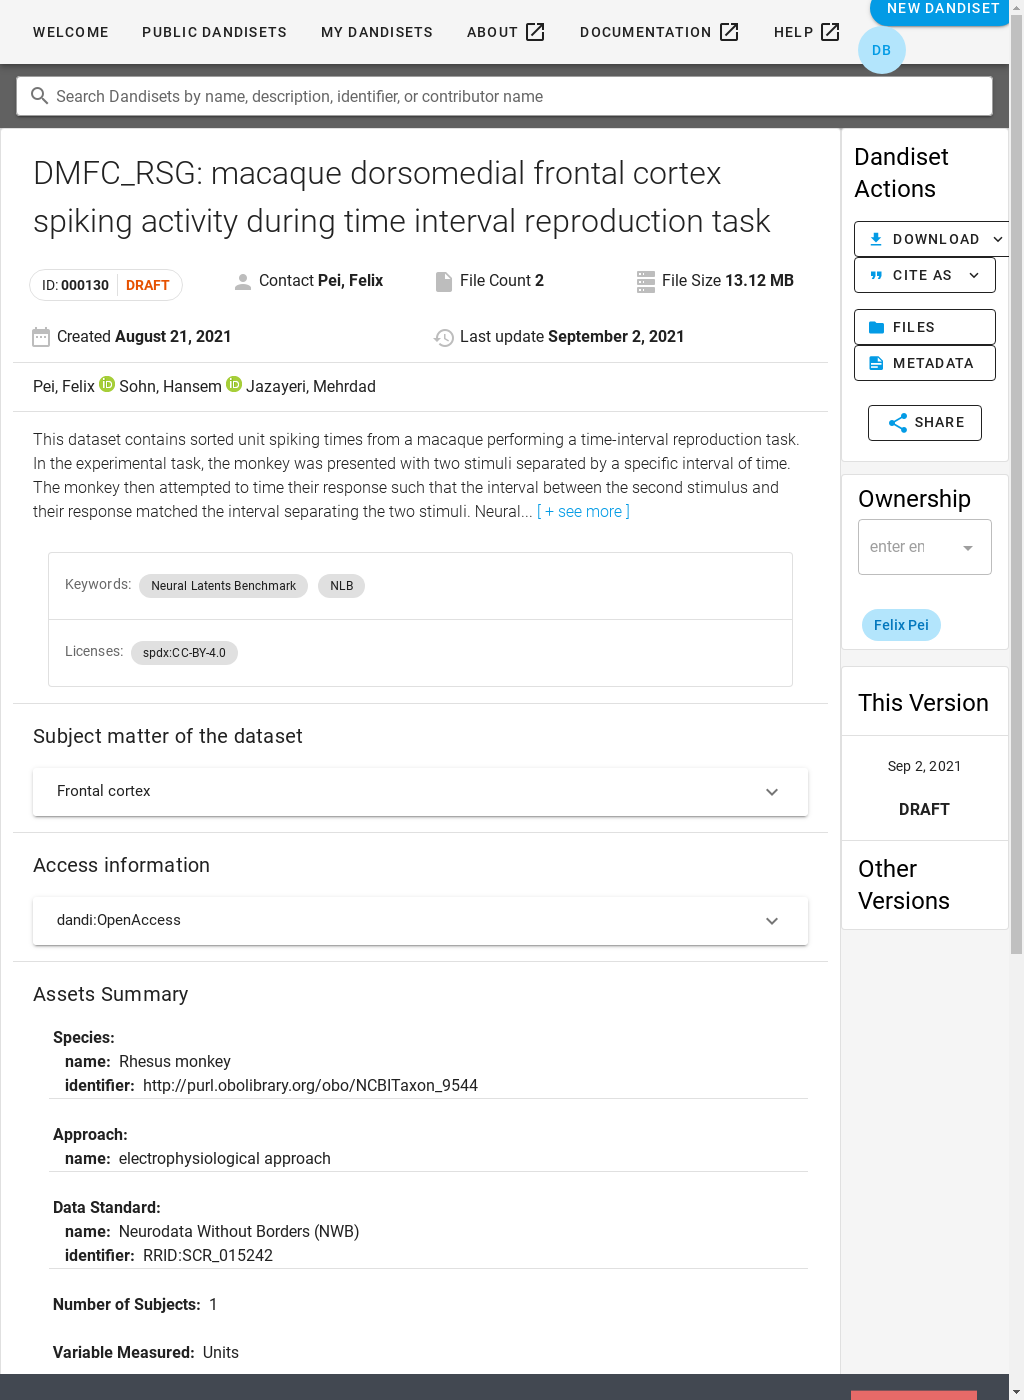 WELCOME PUBLIC DANDISETS MY DANDISETS ABOUT DOCUMENTATION HELP NEW DANDISET
DB
Search Dandisets by name, description, identifier, or contributor name
DMFC_RSG: macaque dorsomedial frontal cortex
spiking activity during time interval reproduction task
ID: 000130 DRAFT Contact Pei, Felix File Count 2 File Size 13.12 MB
Created August 21, 2021 Last update September 2, 2021
Pei, Felix iD Sohn, Hansem iD Jazayeri, Mehrdad
This dataset contains sorted unit spiking times from a macaque performing a time-interval reproduction task.
In the experimental task, the monkey was presented with two stimuli separated by a specific interval of time.
The monkey then attempted to time their response such that the interval between the second stimulus and
their response matched the interval separating the two stimuli. Neural... [ + see more ]
Keywords: Neural Latents Benchmark NLB
Licenses: spdx:CC-BY-4.0
Subject matter of the dataset
Frontal cortex
Access information
dandi:OpenAccess
Assets Summary
Species:
name: Rhesus monkey
identifier: http://purl.obolibrary.org/obo/NCBITaxon_9544
Approach:
name: electrophysiological approach
Data Standard:
name: Neurodata Without Borders (NWB)
identifier: RRID:SCR_015242
Number of Subjects: 1
Variable Measured: Units
Dandiset
Actions
DOWNLOAD
CITE AS
FILES
METADATA
SHARE
Ownership
enter en
Felix Pei
This Version
Sep 2, 2021
DRAFT
Other
Versions